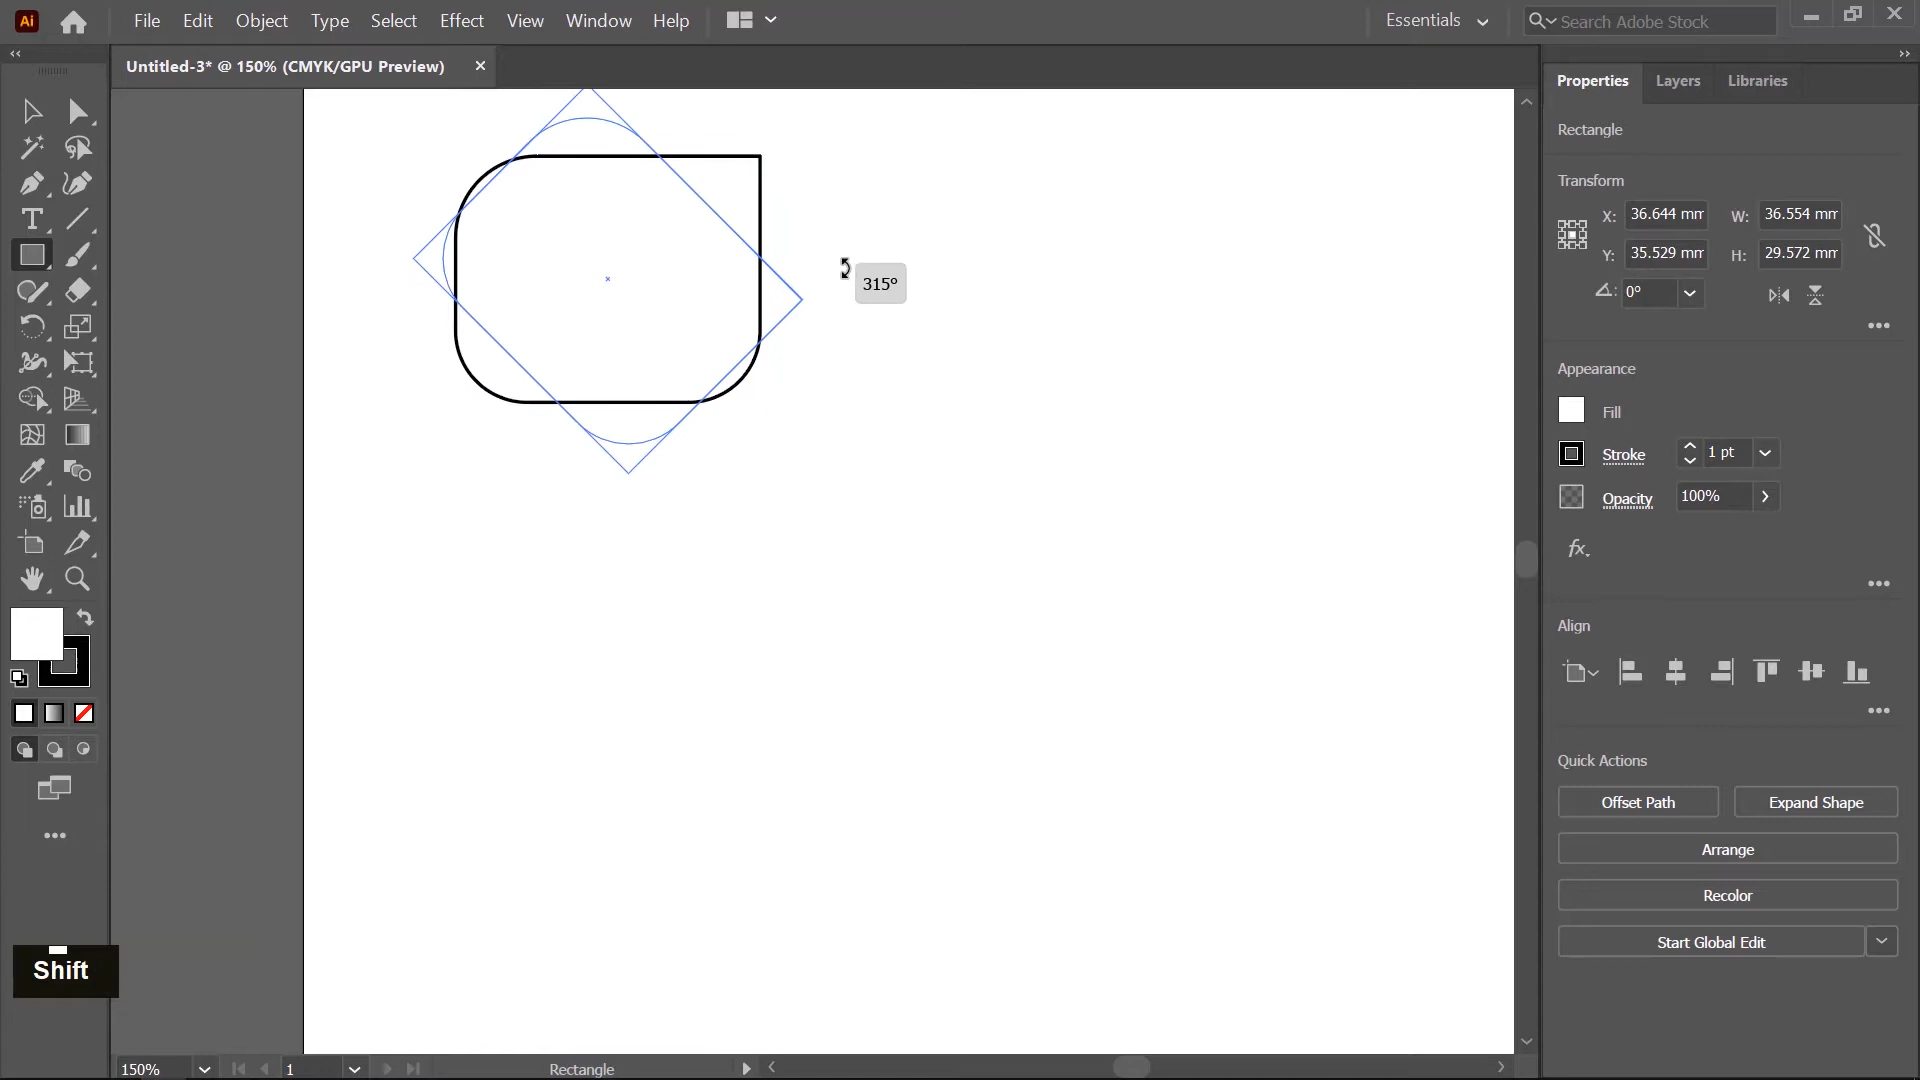 Ai File Edit Object Type Select Effect View Window Help Essentials Search Adobe Stock
Untitled-3* @ 150% (CMYK/GPU Preview)
Properties Layers Libraries
Rectangle
Transform
X: 36.644 mm W: 36.554 mm
Y: 35.529 mm H: 29.572 mm
0°
315°
Appearance
Fill
Stroke 1 pt
Opacity 100%
fx.
Align
Quick Actions
Offset Path Expand Shape
Arrange
Recolor
Start Global Edit
Shift
150% 1 Rectangle